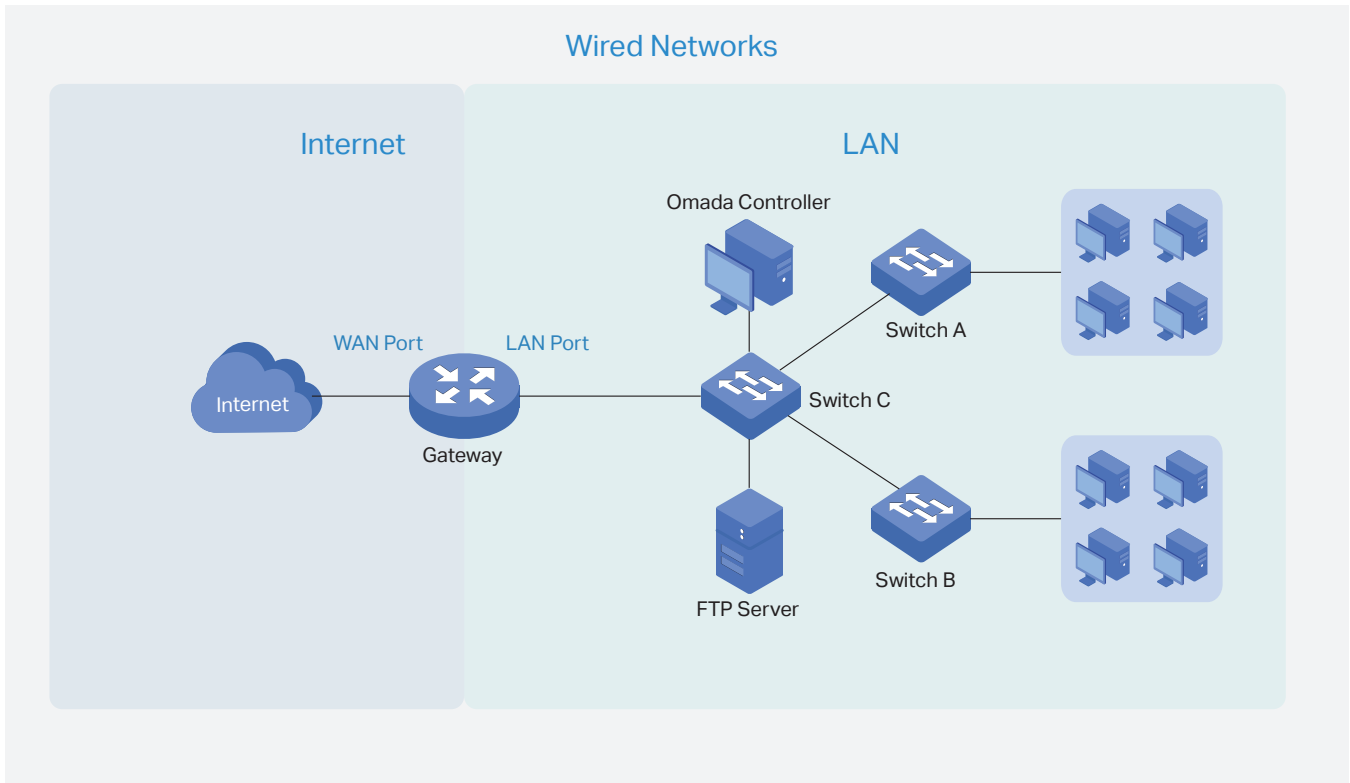 Wired Networks
Internet
LAN
Omada Controller
Switch A
WAN Port
LAN Port
Internet
Switch C
Gateway
Switch B
FTP Server